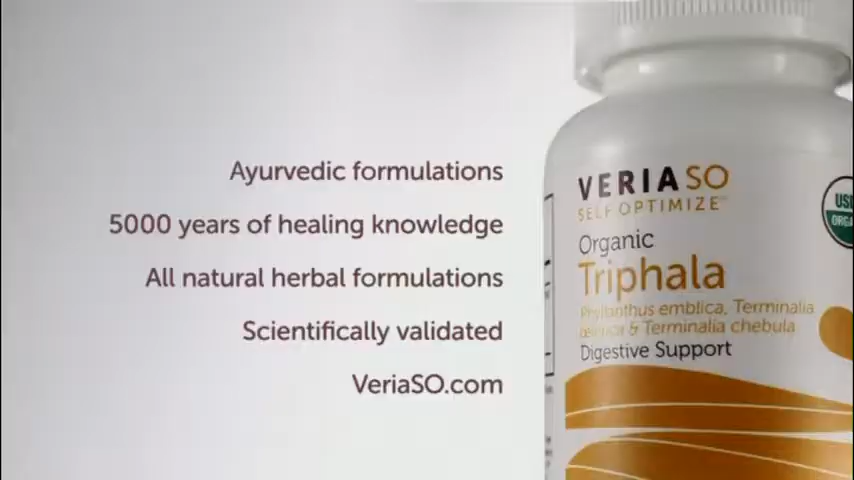 Ayurvedic formulations
5000 years of healing knowledge
All natural herbal formulations
Scientifically validated
VeriaSO.com
VERIASO
SELF OPTIMIZE™
Organic
Triphala
Phyllanthus emblica, Terminalia
& Terminalia chebula
Digestive Support